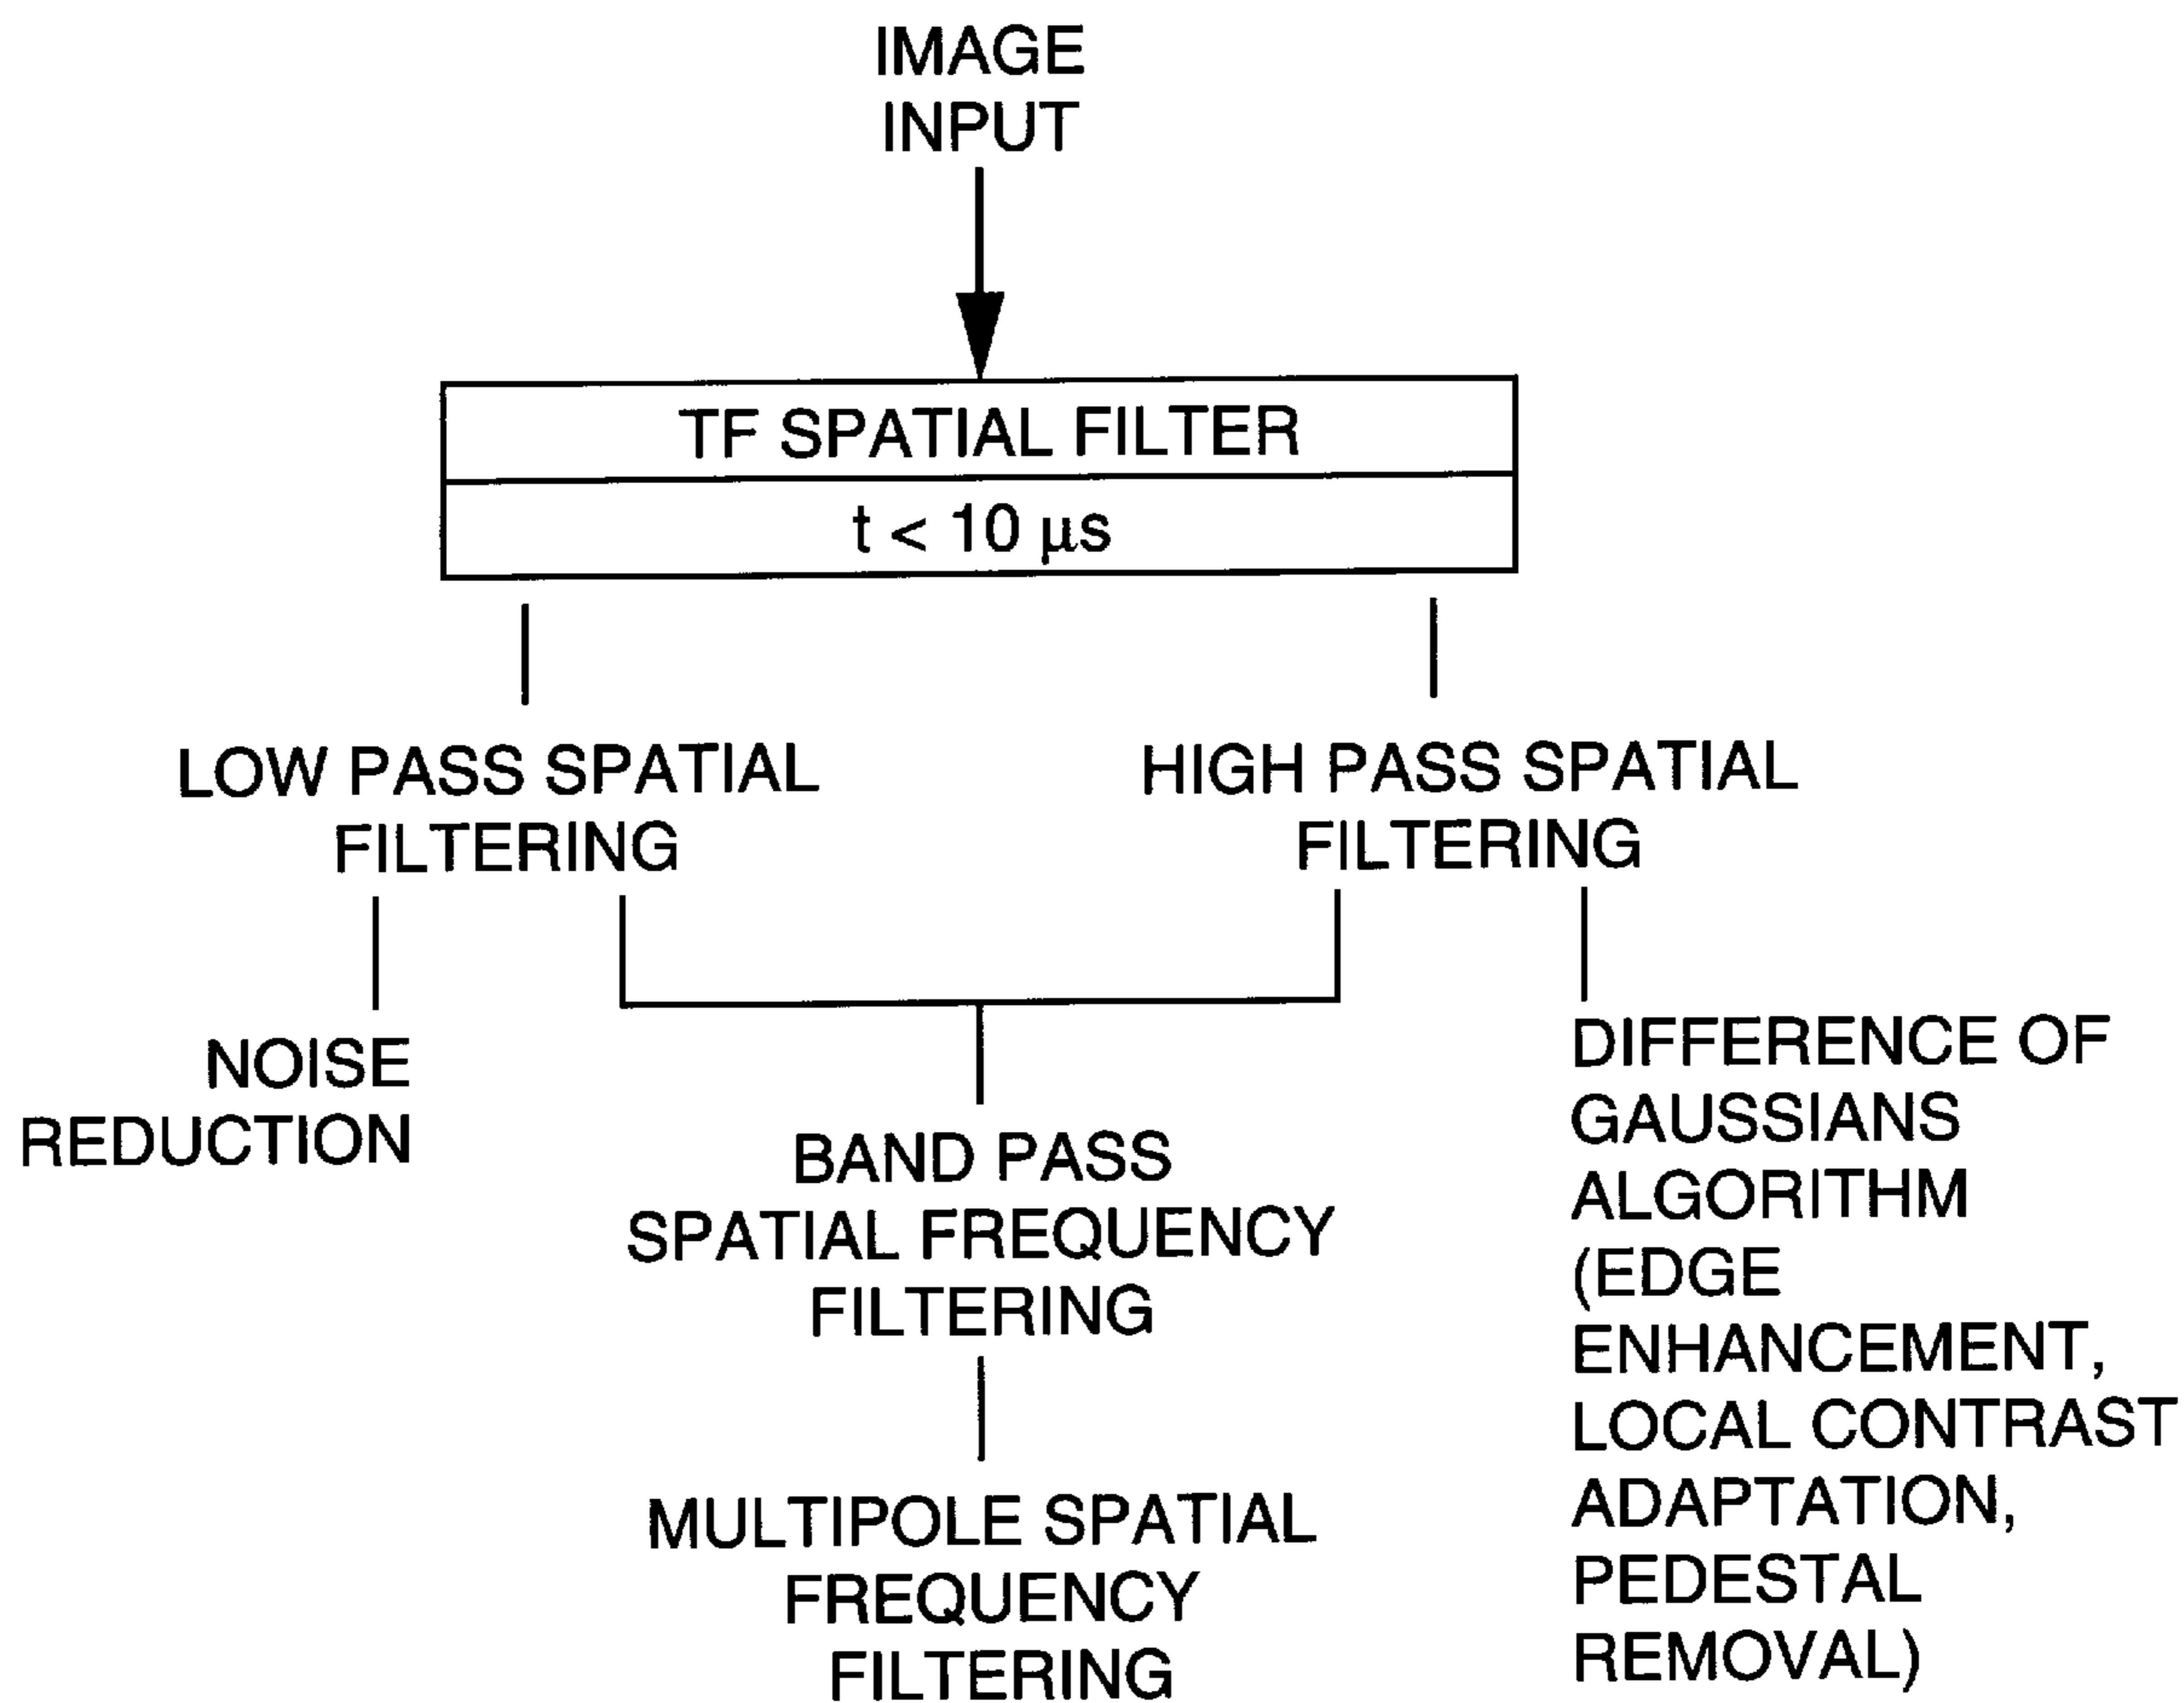 IMAGE
INPUT
TF SPATIAL FILTER
t < 10 μs
LOW PASS SPATIAL
FILTERING
HIGH PASS SPATIAL
FILTERING
NOISE
REDUCTION
BAND PASS
SPATIAL FREQUENCY
FILTERING
MULTIPOLE SPATIAL
FREQUENCY
FILTERING
DIFFERENCE OF
GAUSSIANS
ALGORITHM
(EDGE
ENHANCEMENT,
LOCAL CONTRAST
ADAPTATION,
PEDESTAL
REMOVAL)